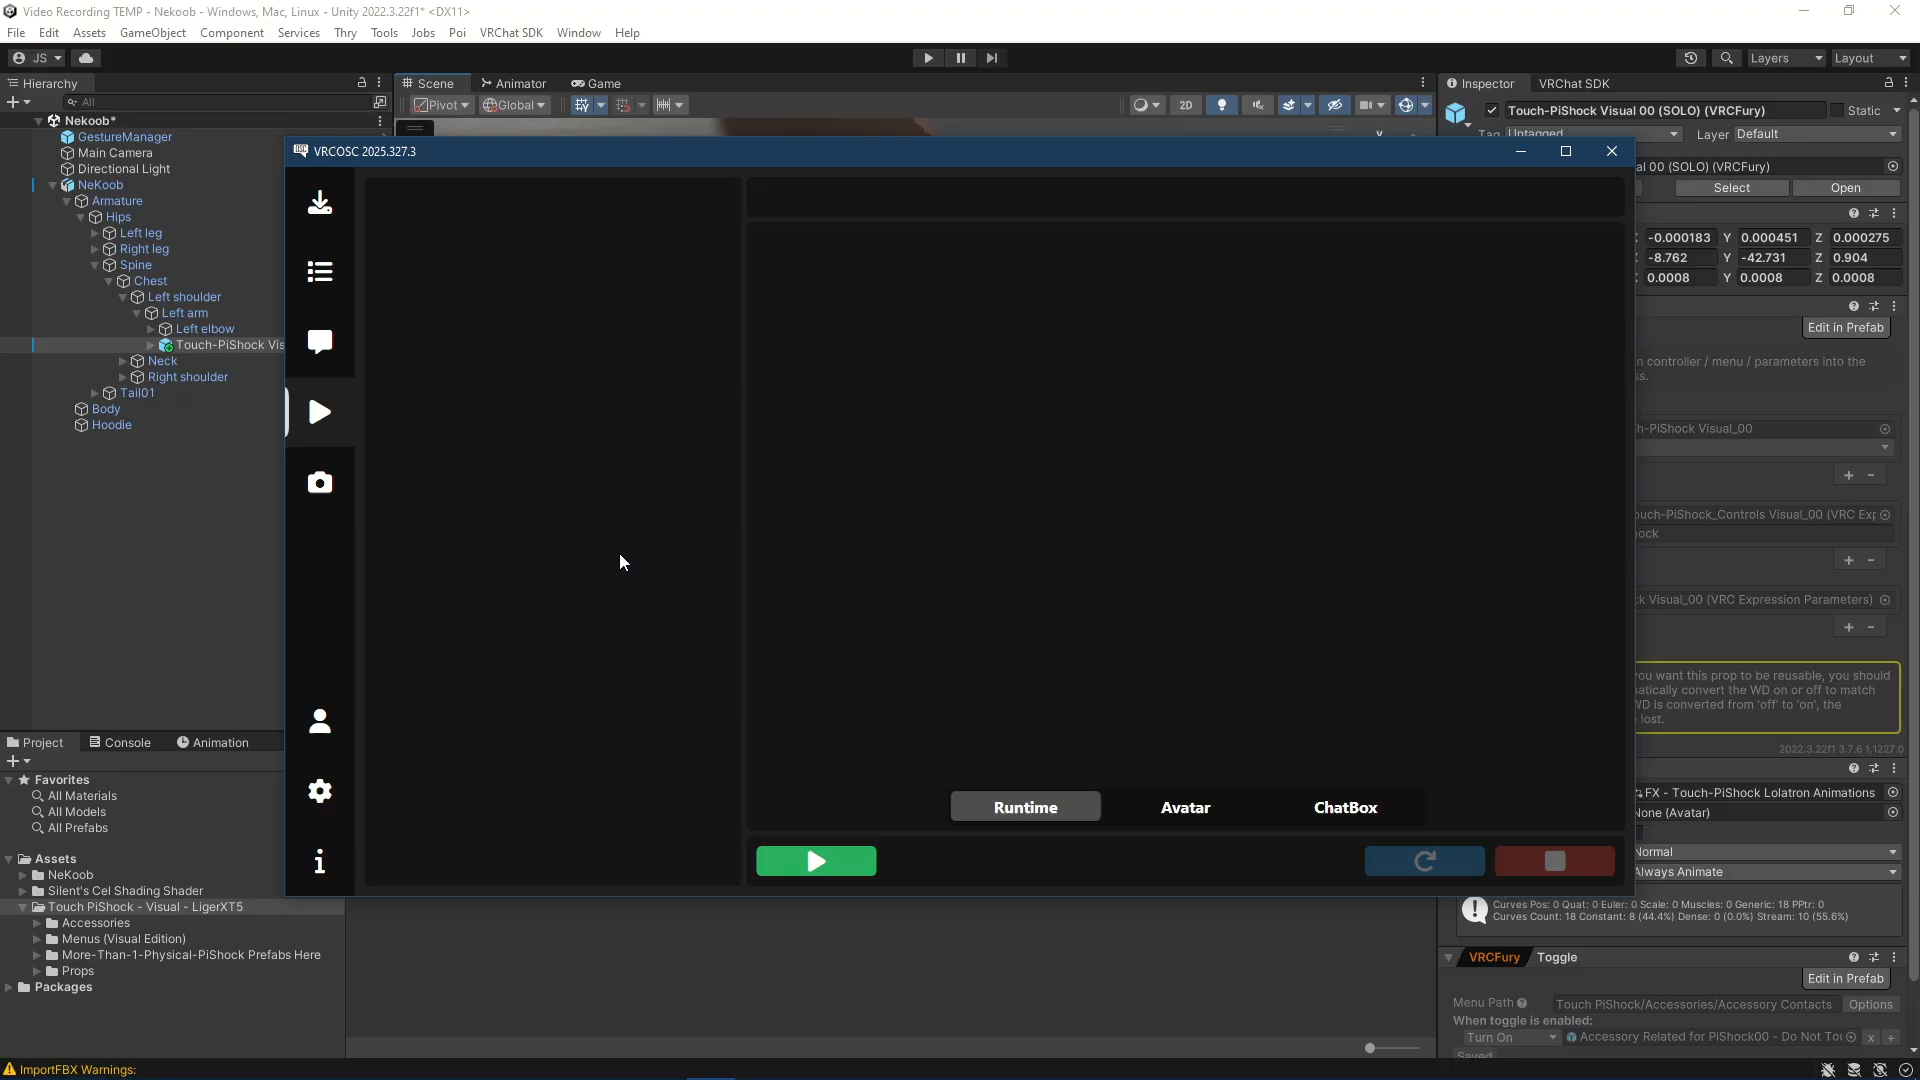 Video Recording TEMP - Nekoob - Windows, Mac, Linux - Unity 2022.3.22f1* <DX11>
File Edit Assets GameObject Component Services Thry Tools Jobs Poi VRChat SDK Window Help
JS
Layers
Layout
Hierarchy
All
Nekoob*
GestureManager
Main Camera
Directional Light
NeKoob
Armature
Hips
Left leg
Right leg
Spine
Chest
Left shoulder
Left arm
Left elbow
Touch-PiShock Vis
Neck
Right shoulder
Tail01
Body
Hoodie
Scene Animator Game
Pivot Global 2D
VRCOSC 2025.327.3
Runtime Avatar ChatBox
Inspector VRChat SDK
Touch-PiShock Visual 00 (SOLO) (VRCFury) Static
Tag Untagged Layer Default
al 00 (SOLO) (VRCFury)
Select Open
-0.000183 Y 0.000451 Z 0.000275
-8.762 Y -42.731 Z 0.904
0.0008 Y 0.0008 Z 0.0008
Edit in Prefab
n controller / menu / parameters into the
ss.
h-PiShock Visual_00
+ -
ouch-PiShock_Controls Visual_00 (VRC Exp
ock
+ -
k Visual_00 (VRC Expression Parameters)
+ -
you want this prop to be reusable, you should
atically convert the WD on or off to match
WD is converted from 'off' to 'on', the
lost.
2022.3.22f1 3.7.6 1.1227.0
FX - Touch-PiShock Lolatron Animations
None (Avatar)
Normal
Always Animate
Curves Pos: 0 Quat: 0 Euler: 0 Scale: 0 Muscles: 0 Generic: 18 PPtr: 0
Curves Count: 18 Constant: 8 (44.4%) Dense: 0 (0.0%) Stream: 10 (55.6%)
VRCFury Toggle
Edit in Prefab
Menu Path Touch PiShock/Accessories/Accessory Contacts Options
When toggle is enabled:
Turn On Accessory Related for PiShock00 - Do Not Tou x +
Saved
Project Console Animation
Favorites
All Materials
All Models
All Prefabs
Assets
NeKoob
Silent's Cel Shading Shader
Touch PiShock - Visual - LigerXT5
Accessories
Menus (Visual Edition)
More-Than-1-Physical-PiShock Prefabs Here
Props
Packages
ImportFBX Warnings: